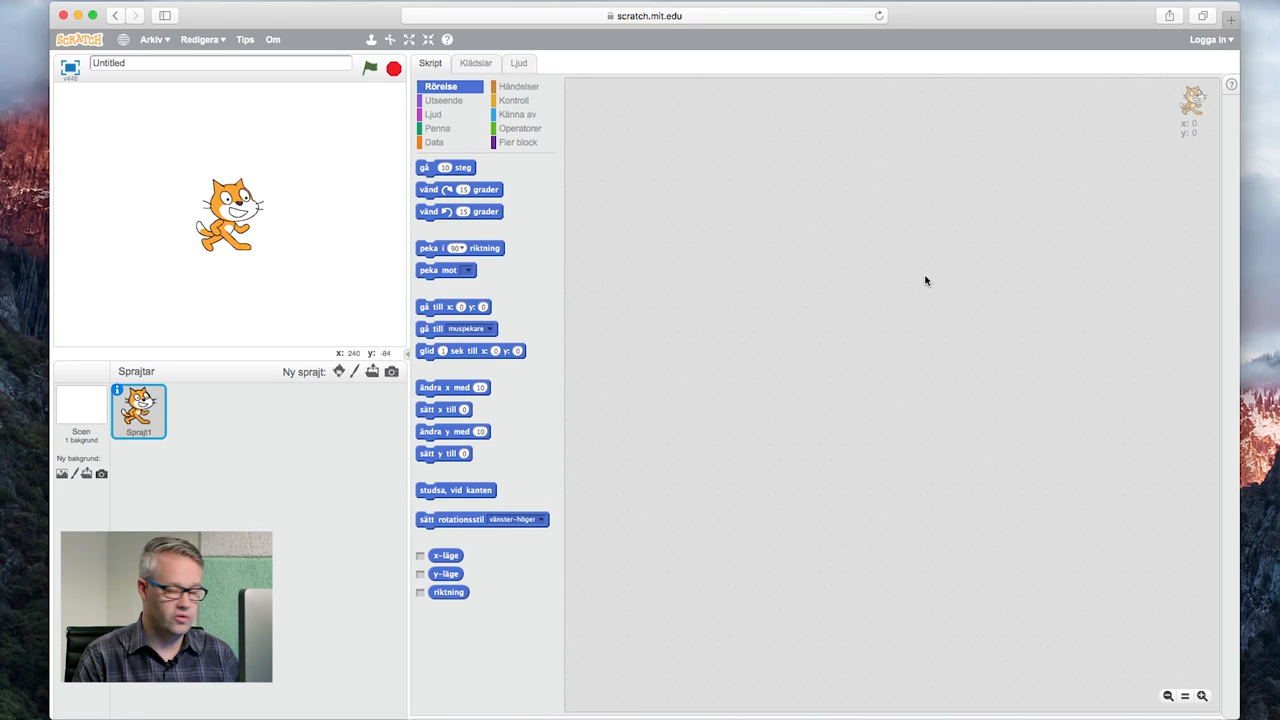 scratch.mit.edu
SCRATCH Arkiv Redigera Tips Om Logga in
v446 Untitled
Skript Klädslar Ljud
Rörelse Händelser
Utseende Kontroll
Ljud Känna av
Penna Operatorer
Data Fler block
x: 0
y: 0
gå 10 steg
vänd 15 grader
vänd 15 grader
peka i 90 riktning
peka mot
gå till x: 0 y: 0
gå till muspekare
glid 1 sek till x: 0 y: 0
ändra x med 10
sätt x till 0
ändra y med 10
sätt y till 0
studsa, vid kanten
sätt rotationsstil vänster-höger
x-läge
y-läge
riktning
x: 240 y: -84
Sprajtar Ny sprajt:
Scen
1 bakgrund
Sprajt1
Ny bakgrund: